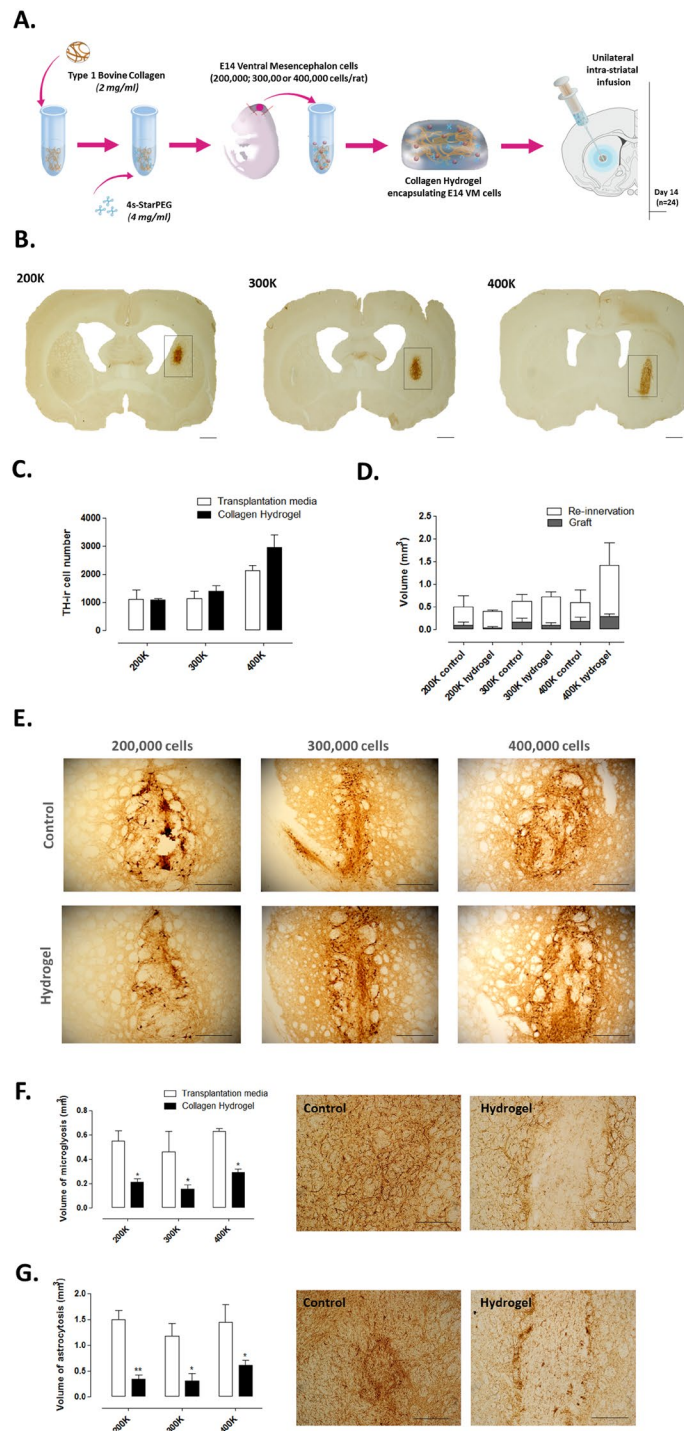 A.
Type 1 Bovine Collagen
(2 mg/ml)
4s-StarPEG
(4 mg/ml)
E14 Ventral Mesencephalon cells
(200,000; 300,00 or 400,000 cells/rat)
Collagen Hydrogel
encapsulating E14 VM cells
Unilateral
intra-striatal
infusion
Day 14
(n=24)
B.
200K
300K
400K
C.
Transplantation media
Collagen Hydrogel
TH-ir cell number
4000
3000
2000
1000
0
200K
300K
400K
D.
Re-innervation
Graft
Volume (mm3)
2.5
2.0
1.5
1.0
0.5
0.0
200K control
200K hydrogel
300K control
300K hydrogel
400K control
400K hydrogel
E.
200,000 cells
300,000 cells
400,000 cells
Control
Hydrogel
F.
Transplantation media
Collagen Hydrogel
Volume of microglyosis (mm3)
0.8
0.6
0.4
0.2
0.0
*
*
*
200K
300K
400K
Control
Hydrogel
G.
Volume of astrocytosis (mm3)
2.0
1.5
1.0
0.5
0.0
**
*
*
200K
300K
400K
Control
Hydrogel